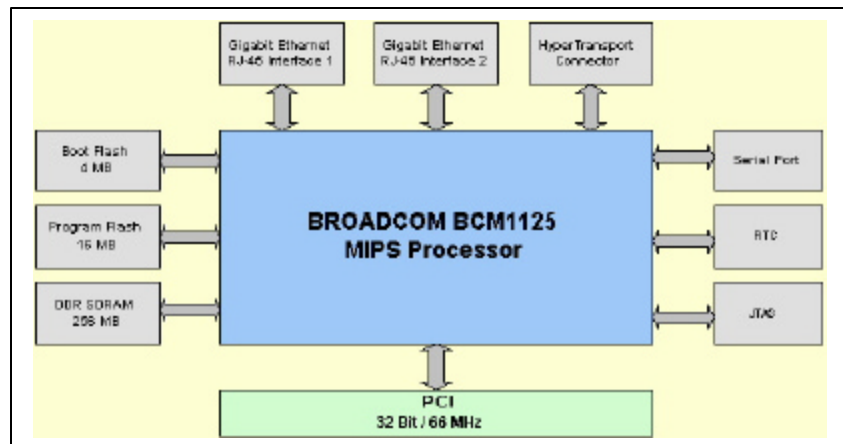 Gigabit Ethernet
RJ-45 Interface 1
Gigabit Ethernet
RJ-45 Interface 2
HyperTransport
Connector
Boot Flash
4 MB
Program Flash
16 MB
DDR SDRAM
256 MB
BROADCOM BCM1125
MIPS Processor
Serial Port
RTC
JTAG
PCI
32 Bit / 66 MHz